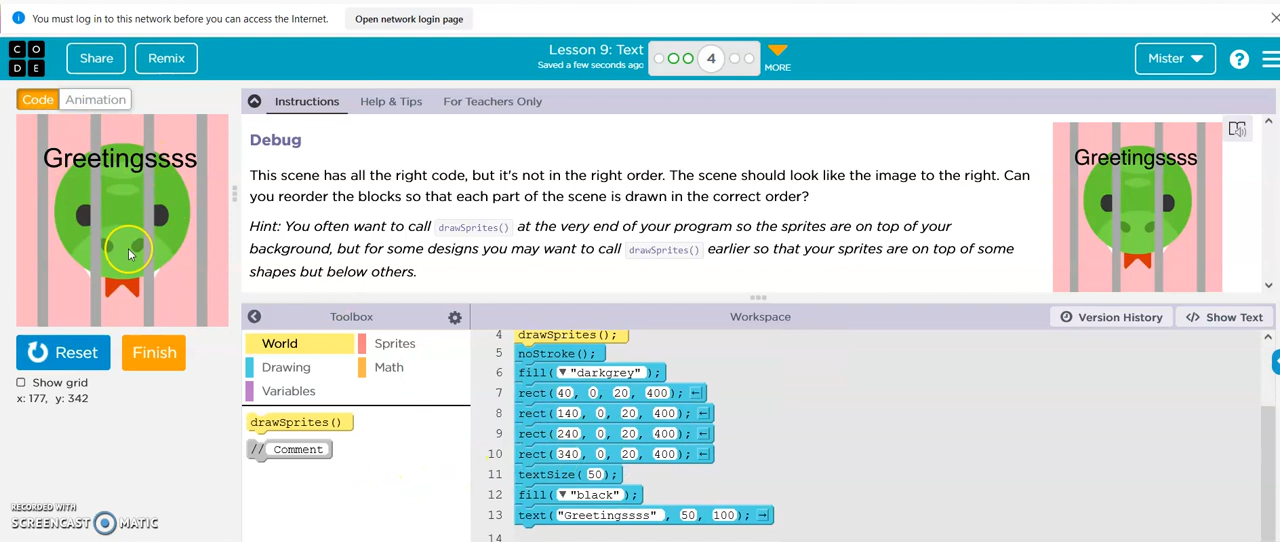 You must log in to this network before you can access the Internet.
Open network login page
C O
D E
Share
Remix
Lesson 9: Text
Saved a few seconds ago
4
MORE
Mister
?
Code
Animation
Instructions
Help & Tips
For Teachers Only
Greetingssss
Debug
This scene has all the right code, but it's not in the right order. The scene should look like the image to the right. Can
you reorder the blocks so that each part of the scene is drawn in the correct order?
Hint: You often want to call drawSprites() at the very end of your program so the sprites are on top of your
background, but for some designs you may want to call drawSprites() earlier so that your sprites are on top of some
shapes but below others.
Greetingssss
Toolbox
Workspace
Version History
</> Show Text
Reset
Finish
Show grid
x: 177, y: 342
World
Sprites
Drawing
Math
Variables
drawSprites()
// Comment
4 drawSprites();
5 noStroke();
6 fill( "darkgrey" );
7 rect( 40, 0, 20, 400);
8 rect( 140, 0, 20, 400);
9 rect( 240, 0, 20, 400);
10 rect( 340, 0, 20, 400);
11 textSize( 50);
12 fill( "black");
13 text("Greetingssss" , 50, 100);
14
RECORDED WITH
SCREENCAST MATIC